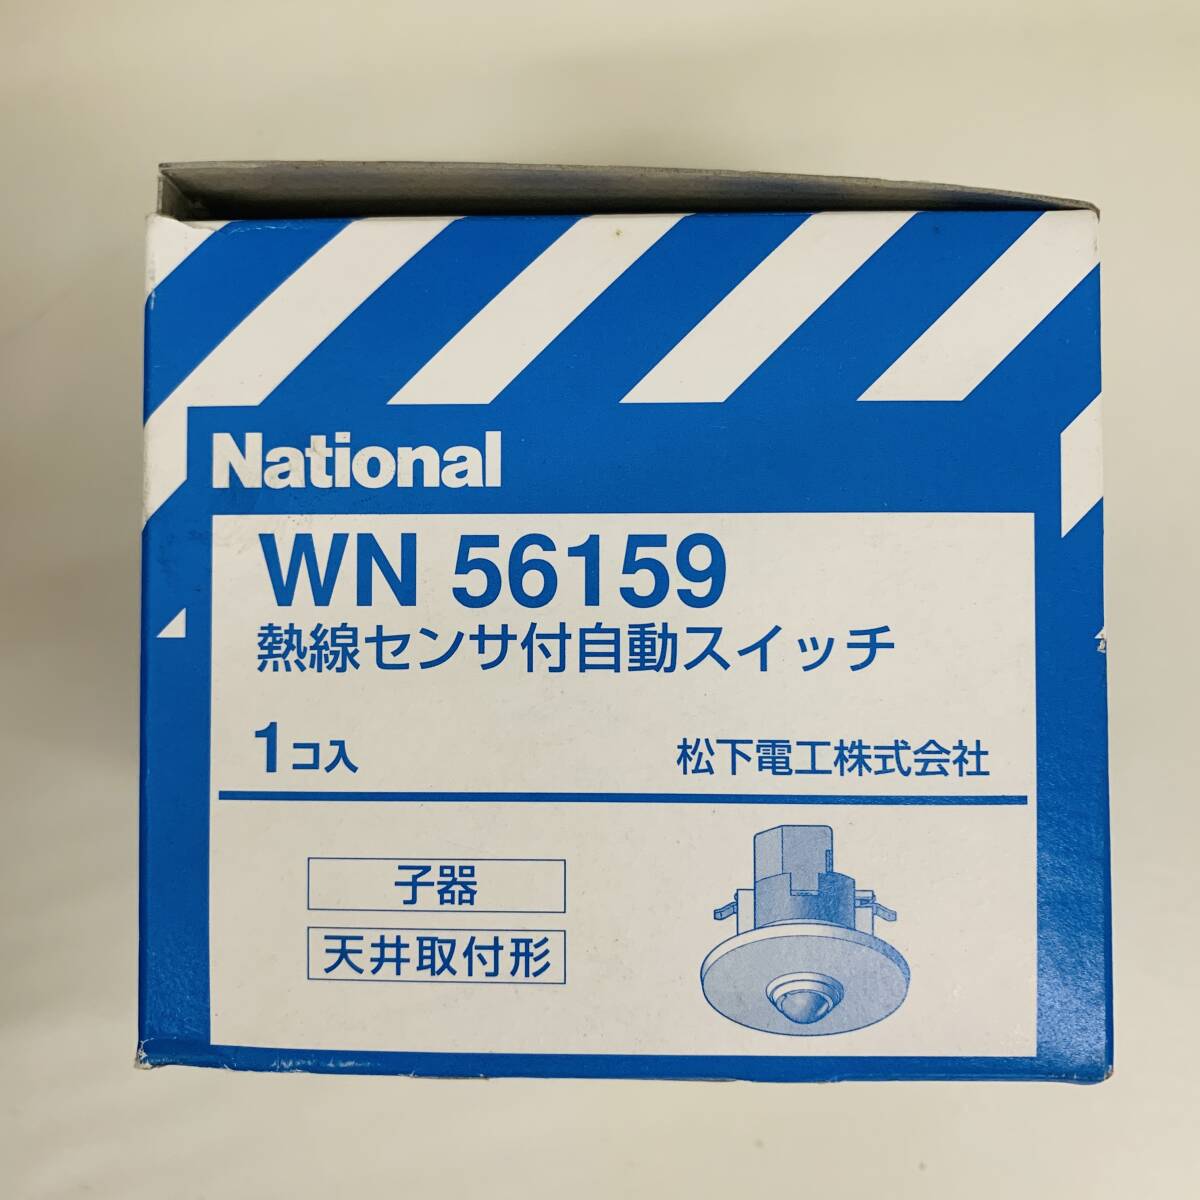 National
WN 56159
熱線センサ付自動スイッチ
1コ入
松下電工株式会社
子器
天井取付形